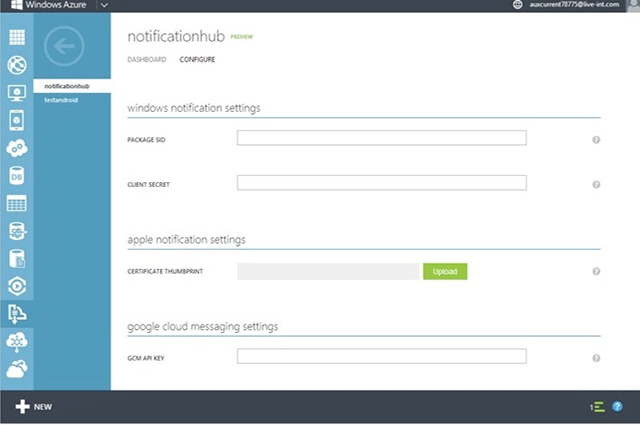 Windows Azure
auxcurrent78775@live-int.com
notificationhub PREVIEW
DASHBOARD CONFIGURE
notificationhub
testandroid
windows notification settings
PACKAGE SID
CLIENT SECRET
apple notification settings
CERTIFICATE THUMBPRINT Upload
google cloud messaging settings
GCM API KEY
DB
NEW
1